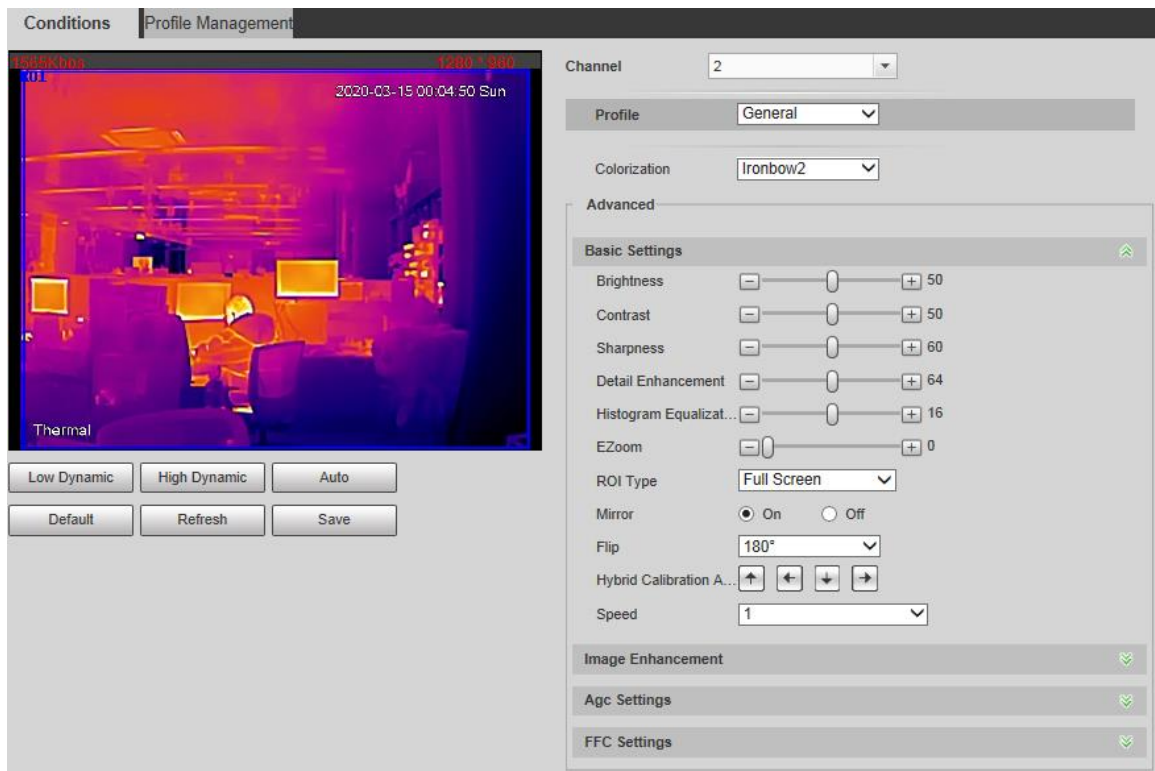 Conditions
Profile Management
1565Kbps 1280 * 960
R01
2020-03-15 00:04:50 Sun
Thermal
Low Dynamic High Dynamic Auto
Default Refresh Save
Channel 2
Profile General
Colorization Ironbow2
Advanced
Basic Settings
Brightness 50
Contrast 50
Sharpness 60
Detail Enhancement 64
Histogram Equalizat... 16
EZoom 0
ROI Type Full Screen
Mirror On Off
Flip 180°
Hybrid Calibration A...
Speed 1
Image Enhancement
Agc Settings
FFC Settings